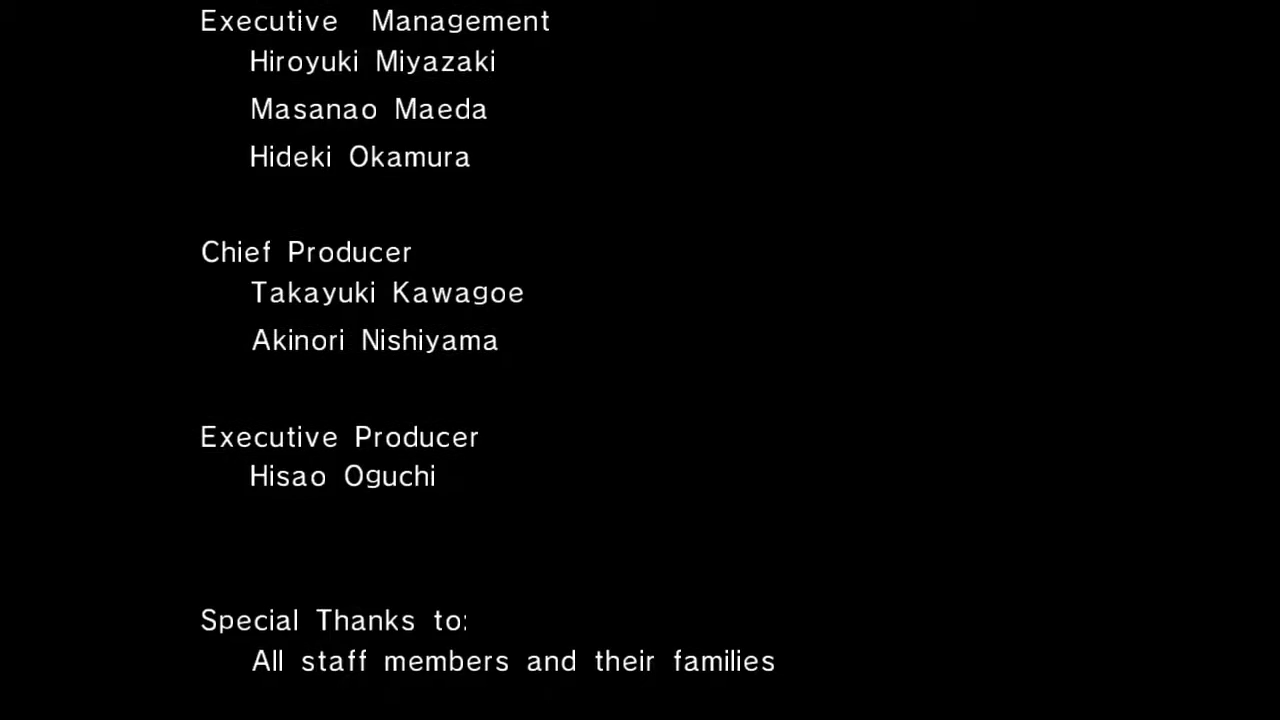 Executive Management
Hiroyuki Miyazaki
Masanao Maeda
Hideki Okamura
Chief Producer
Takayuki Kawagoe
Akinori Nishiyama
Executive Producer
Hisao Oguchi
Special Thanks to:
All staff members and their families